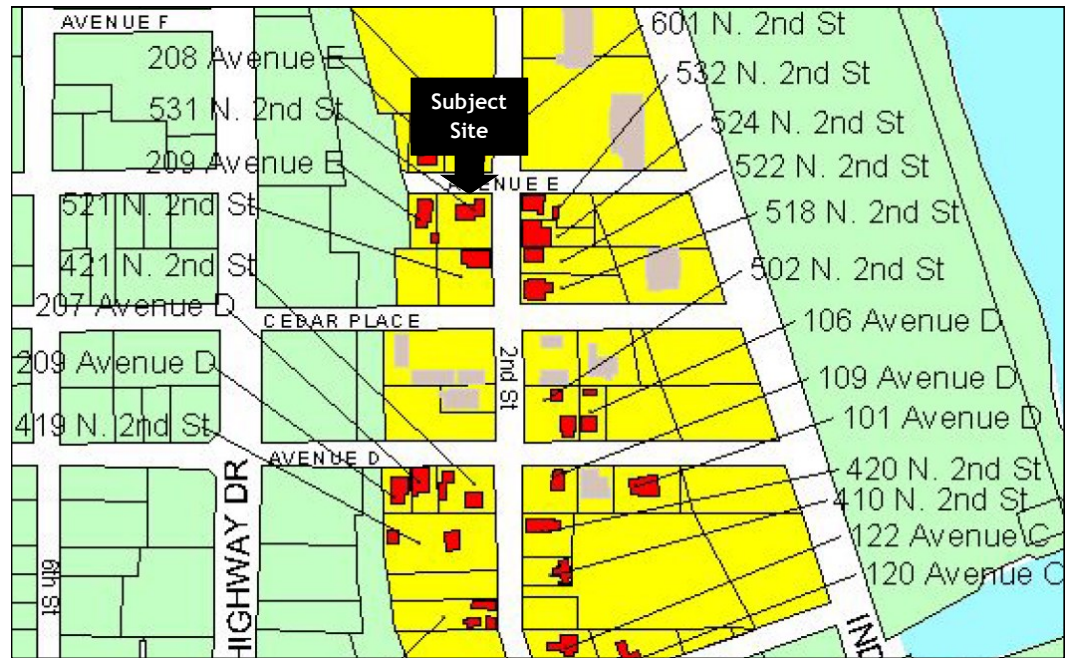 AVENUE F
601 N. 2nd St
208 Avenue E
532 N. 2nd St
Subject
Site
531 N. 2nd St
524 N. 2nd St
209 Avenue E
522 N. 2nd St
AVENUE E
521 N. 2nd St
518 N. 2nd St
421 N. 2nd St
502 N. 2nd St
207 Avenue D
CEDAR PLACE
106 Avenue D
209 Avenue D
2nd St
109 Avenue D
419 N. 2nd St
101 Avenue D
AVENUE D
420 N. 2nd St
410 N. 2nd St
HIGHWAY DR
122 Avenue C
6th St
120 Avenue C
IND